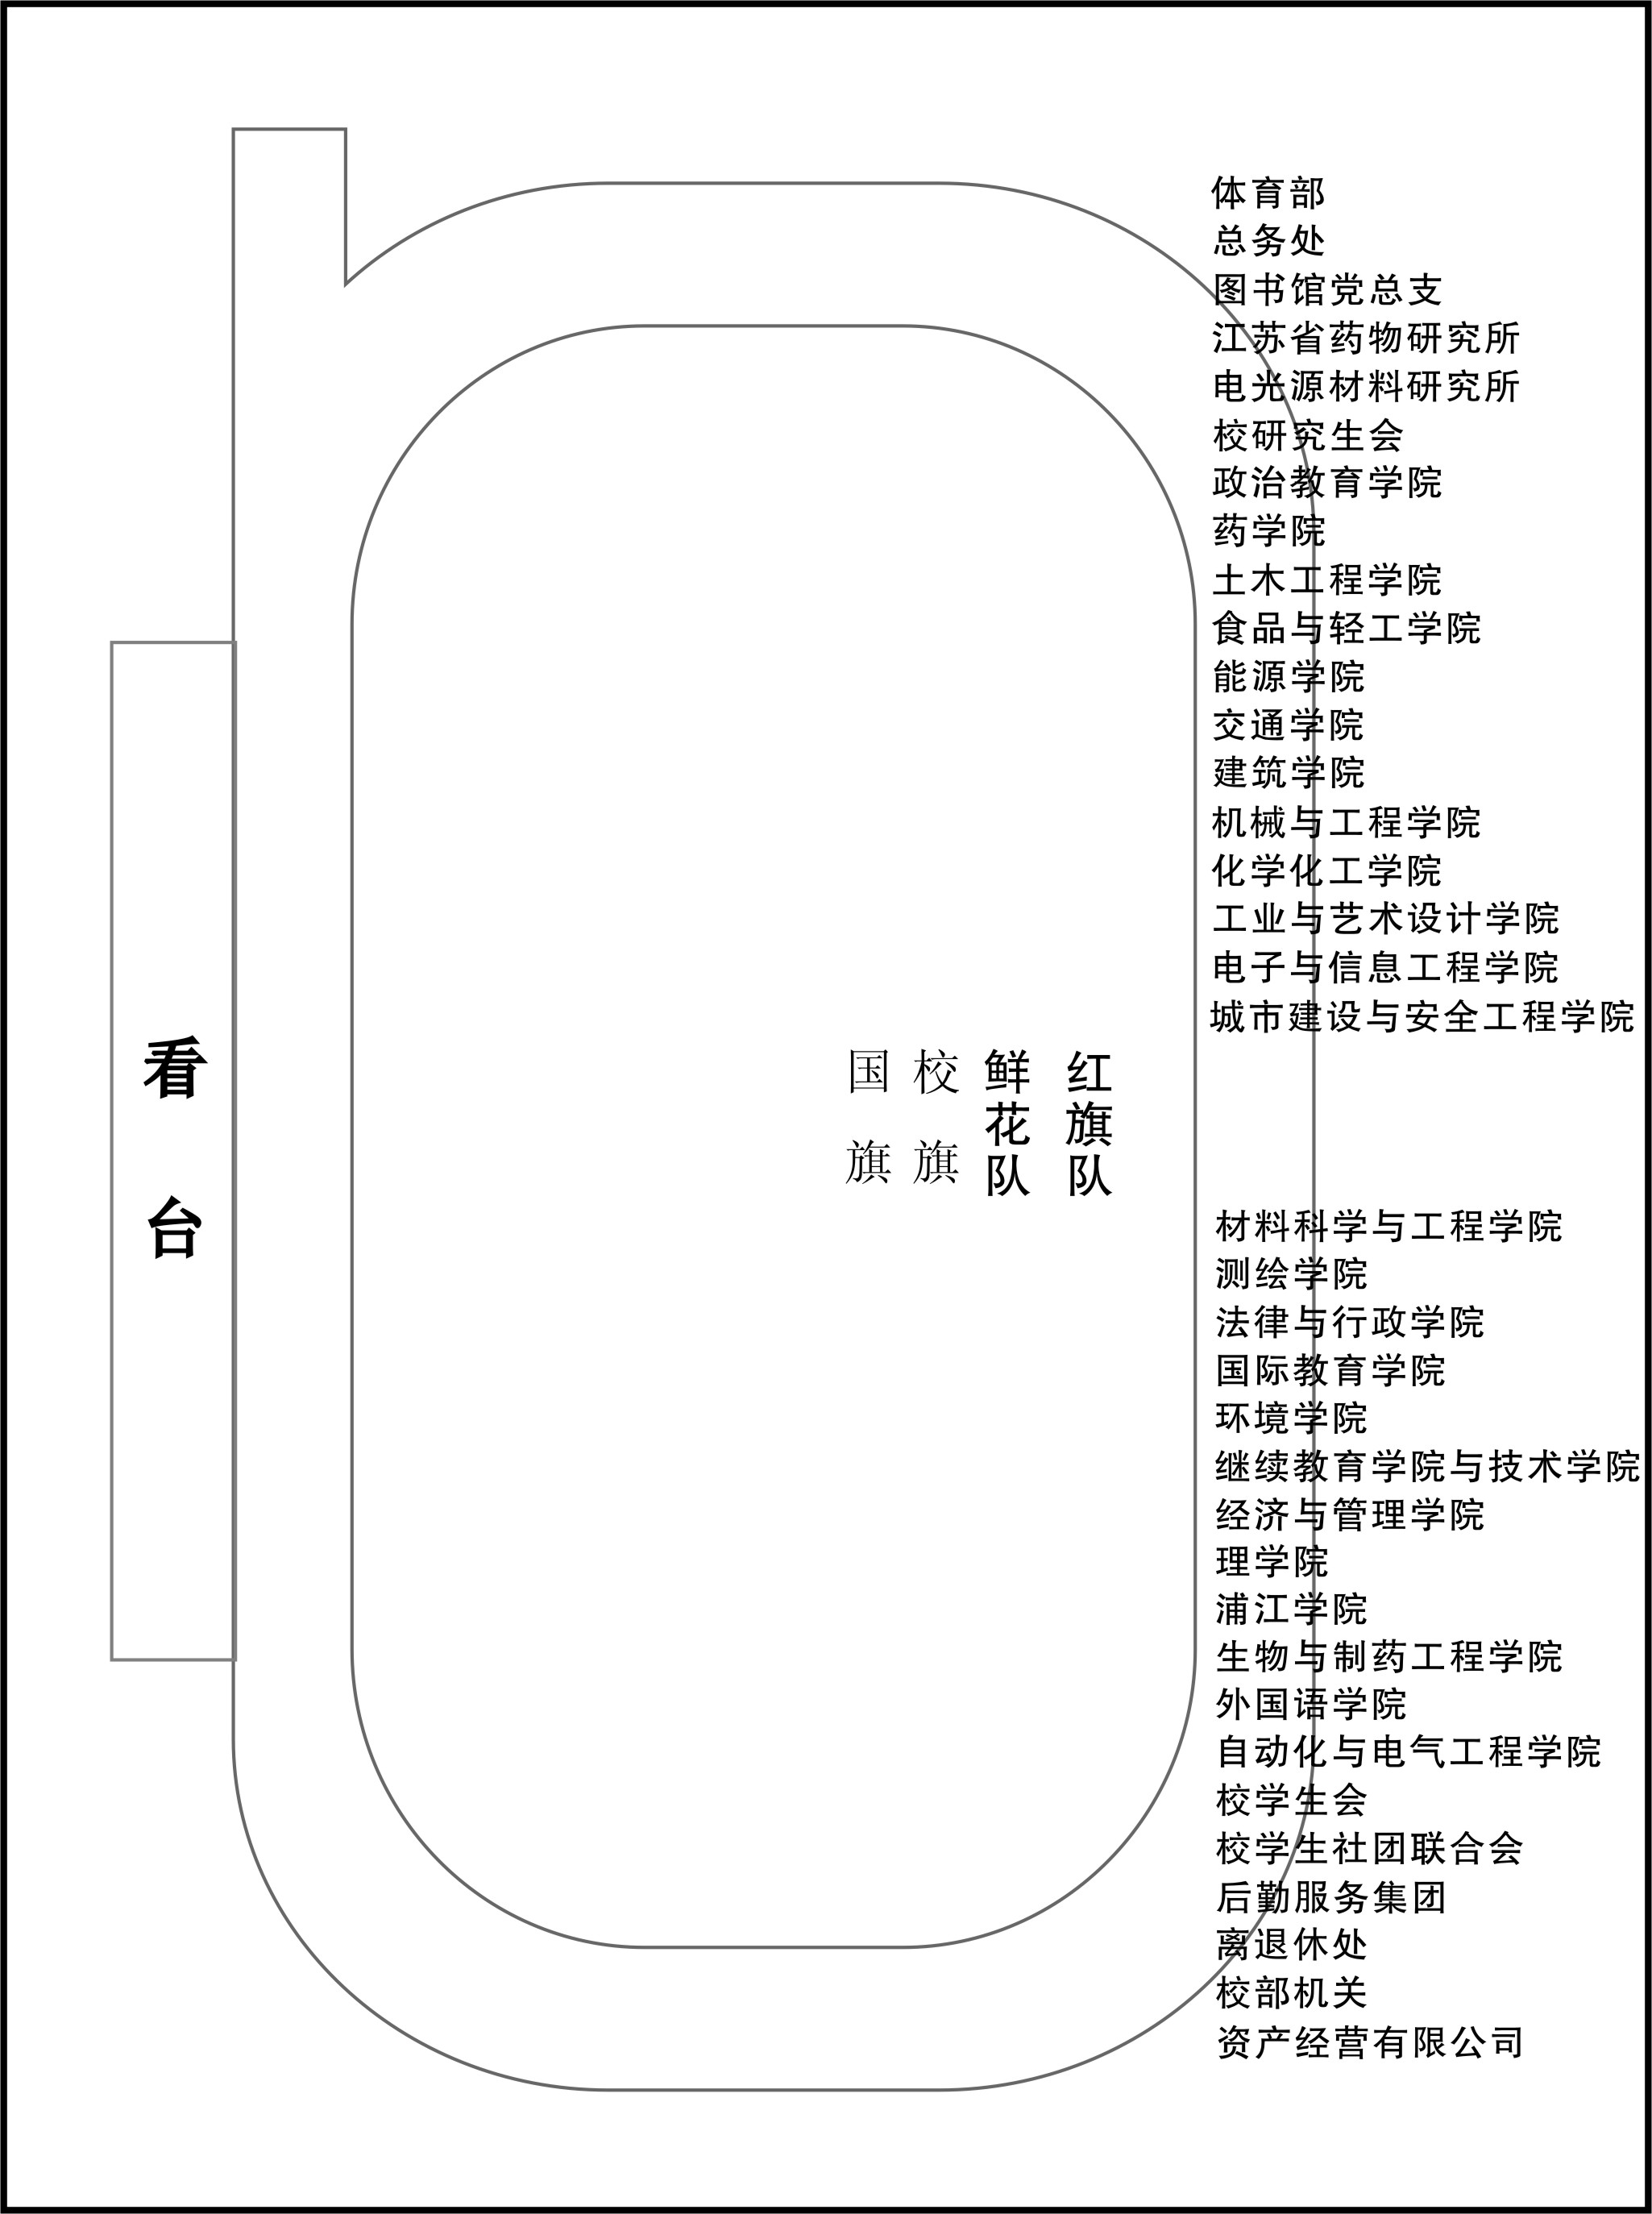 体育部
总务处
图书馆党总支
江苏省药物研究所
电光源材料研究所
校研究生会
政治教育学院
药学院
土木工程学院
食品与轻工学院
能源学院
交通学院
建筑学院
机械与工程学院
化学化工学院
工业与艺术设计学院
电子与信息工程学院
城市建设与安全工程学院
看台
国旗
校旗
鲜花队
红旗队
材料科学与工程学院
测绘学院
法律与行政学院
国际教育学院
环境学院
继续教育学院与技术学院
经济与管理学院
理学院
浦江学院
生物与制药工程学院
外国语学院
自动化与电气工程学院
校学生会
校学生社团联合会
后勤服务集团
离退休处
校部机关
资产经营有限公司